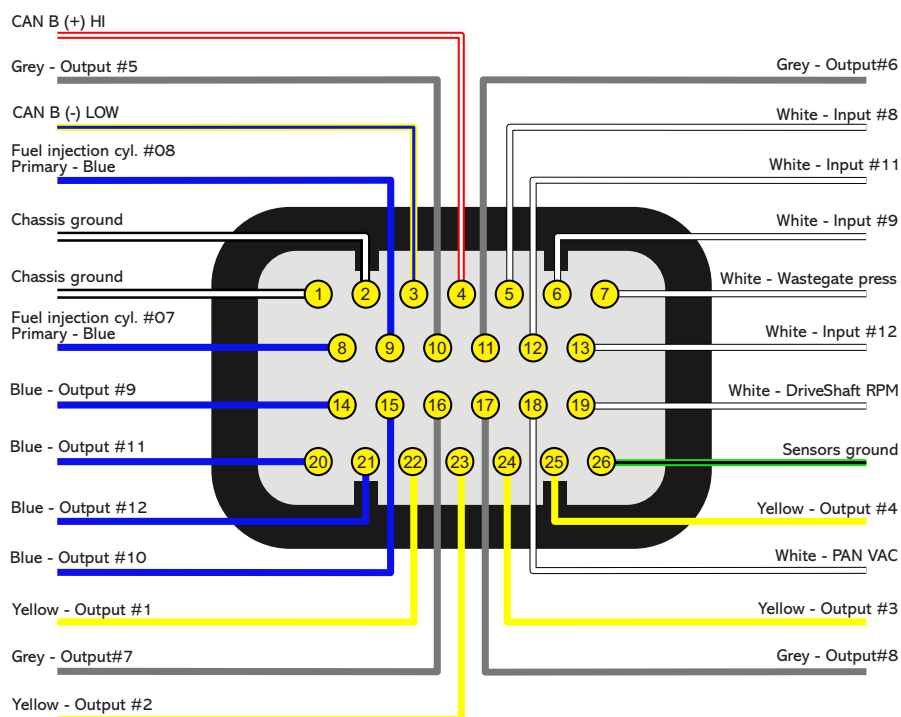 CAN B (+) HI
Grey - Output #5
CAN B (-) LOW
Fuel injection cyl. #08
Primary - Blue
Chassis ground
Chassis ground
Fuel injection cyl. #07
Primary - Blue
Blue - Output #9
Blue - Output #11
Blue - Output #12
Blue - Output #10
Yellow - Output #1
Grey - Output#7
Yellow - Output #2
1 2 3 4 5 6 7
8 9 10 11 12 13
14 15 16 17 18 19
20 21 22 23 24 25 26
Grey - Output#6
White - Input #8
White - Input #11
White - Input #9
White - Wastegate press
White - Input #12
White - DriveShaft RPM
Sensors ground
Yellow - Output #4
White - PAN VAC
Yellow - Output #3
Grey - Output#8